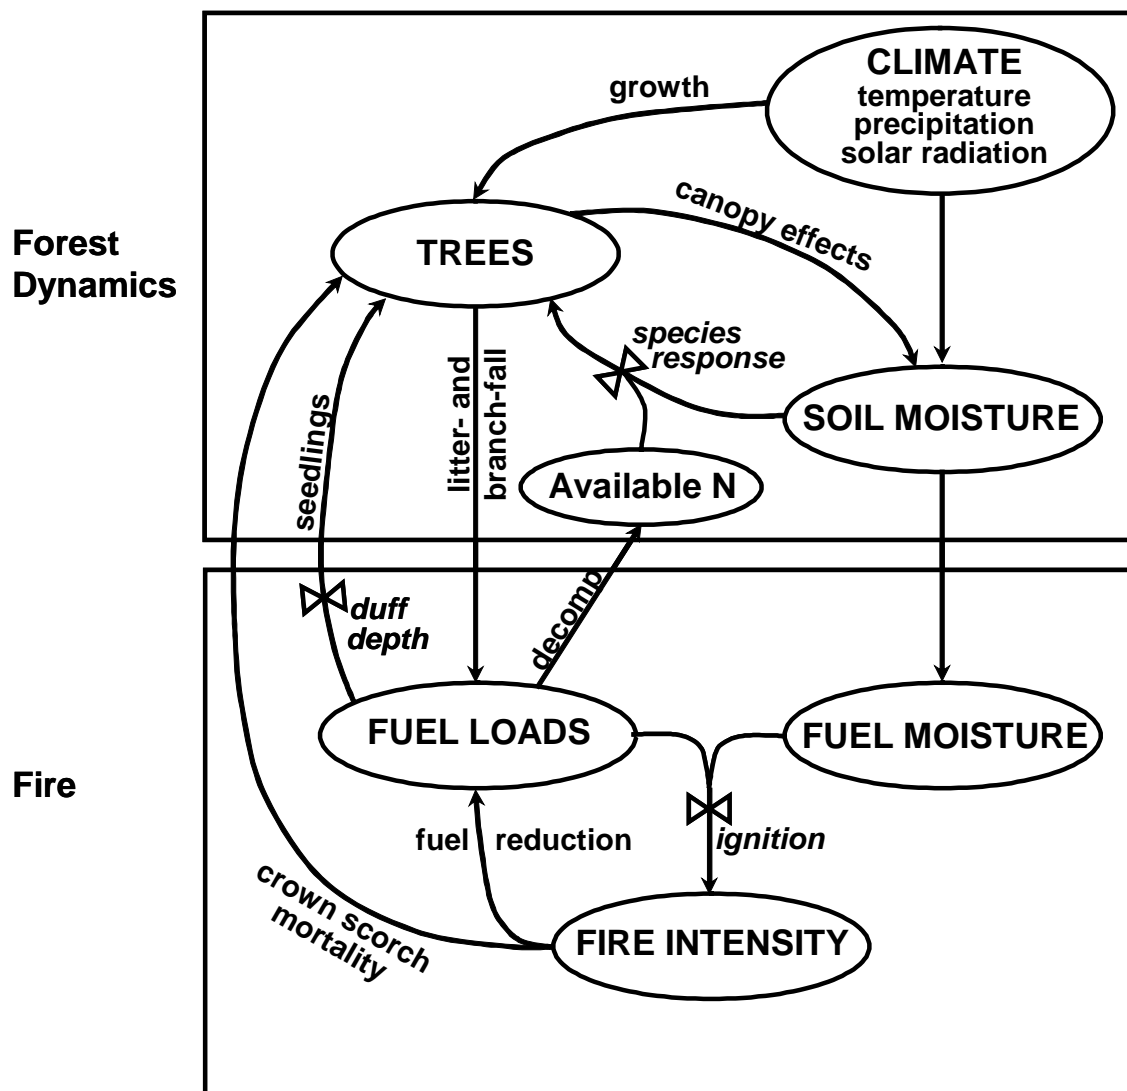 CLIMATE
temperature
precipitation
solar radiation
growth
canopy effects
TREES
Forest
Dynamics
species
response
litter- and
branch-fall
seedlings
SOIL MOISTURE
Available N
decomp
duff
depth
FUEL LOADS
FUEL MOISTURE
Fire
fuel reduction
ignition
crown scorch
mortality
FIRE INTENSITY